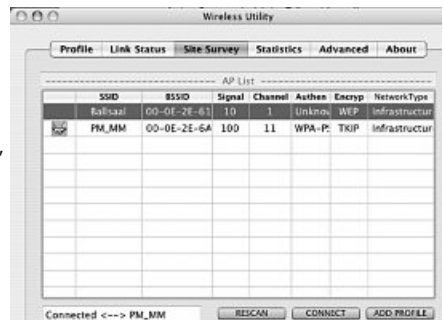 Wireless Utility
Profile Link Status Site Survey Statistics Advanced About
AP List
SSID BSSID Signal Channel Authen Encryp NetworkType
Ballsaal 00-0E-2E-61 10 1 Unknov WEP Infrastructur
PM_MM 00-0E-2E-6A 100 11 WPA-P: TKIP Infrastructur
Connected <--> PM_MM RESCAN CONNECT ADD PROFILE